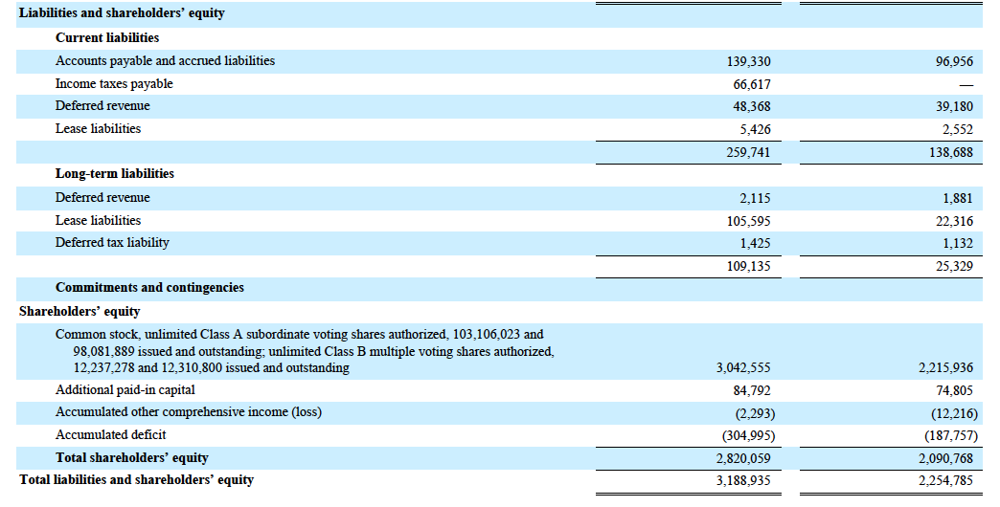 Liabilities and shareholders’ equity
Current liabilities
Accounts payable and accrued liabilities 139,330 96,956
Income taxes payable 66,617 —
Deferred revenue 48,368 39,180
Lease liabilities 5,426 2,552
259,741 138,688
Long-term liabilities
Deferred revenue 2,115 1,881
Lease liabilities 105,595 22,316
Deferred tax liability 1,425 1,132
109,135 25,329
Commitments and contingencies
Shareholders’ equity
Common stock, unlimited Class A subordinate voting shares authorized, 103,106,023 and
98,081,889 issued and outstanding; unlimited Class B multiple voting shares authorized,
12,237,278 and 12,310,800 issued and outstanding 3,042,555 2,215,936
Additional paid-in capital 84,792 74,805
Accumulated other comprehensive income (loss) (2,293) (12,216)
Accumulated deficit (304,995) (187,757)
Total shareholders’ equity 2,820,059 2,090,768
Total liabilities and shareholders’ equity 3,188,935 2,254,785